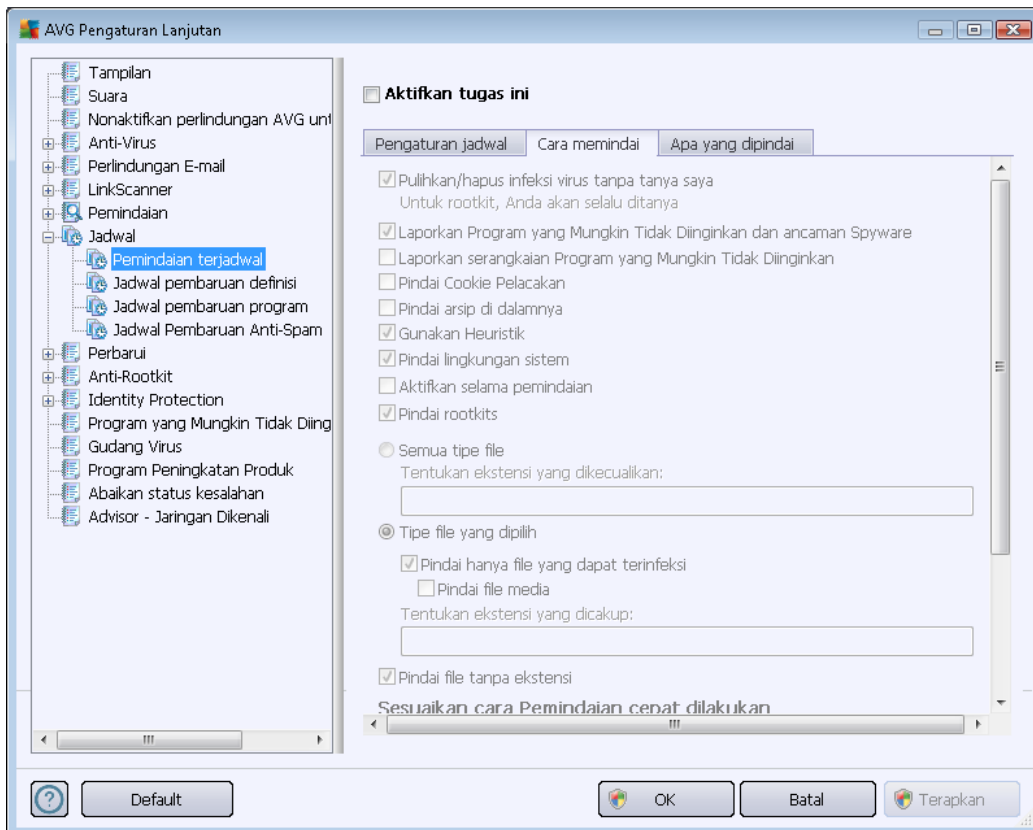 AVG Pengaturan Lanjutan
Tampilan
Suara
Nonaktifkan perlindungan AVG unt
Anti-Virus
Perlindungan E-mail
LinkScanner
Pemindaian
Jadwal
Pemindaian terjadwal
Jadwal pembaruan definisi
Jadwal pembaruan program
Jadwal Pembaruan Anti-Spam
Perbarui
Anti-Rootkit
Identity Protection
Program yang Mungkin Tidak Diing
Gudang Virus
Program Peningkatan Produk
Abaikan status kesalahan
Advisor - Jaringan Dikenali
Aktifkan tugas ini
Pengaturan jadwal Cara memindai Apa yang dipindai
Pulihkan/hapus infeksi virus tanpa tanya saya
Untuk rootkit, Anda akan selalu ditanya
Laporkan Program yang Mungkin Tidak Diinginkan dan ancaman Spyware
Laporkan serangkaian Program yang Mungkin Tidak Diinginkan
Pindai Cookie Pelacakan
Pindai arsip di dalamnya
Gunakan Heuristik
Pindai lingkungan sistem
Aktifkan selama pemindaian
Pindai rootkits
Semua tipe file
Tentukan ekstensi yang dikecualikan:
Tipe file yang dipilih
Pindai hanya file yang dapat terinfeksi
Pindai file media
Tentukan ekstensi yang dicakup:
Pindai file tanpa ekstensi
Sesuaikan cara Pemindaian cepat dilakukan
? Default OK Batal Terapkan